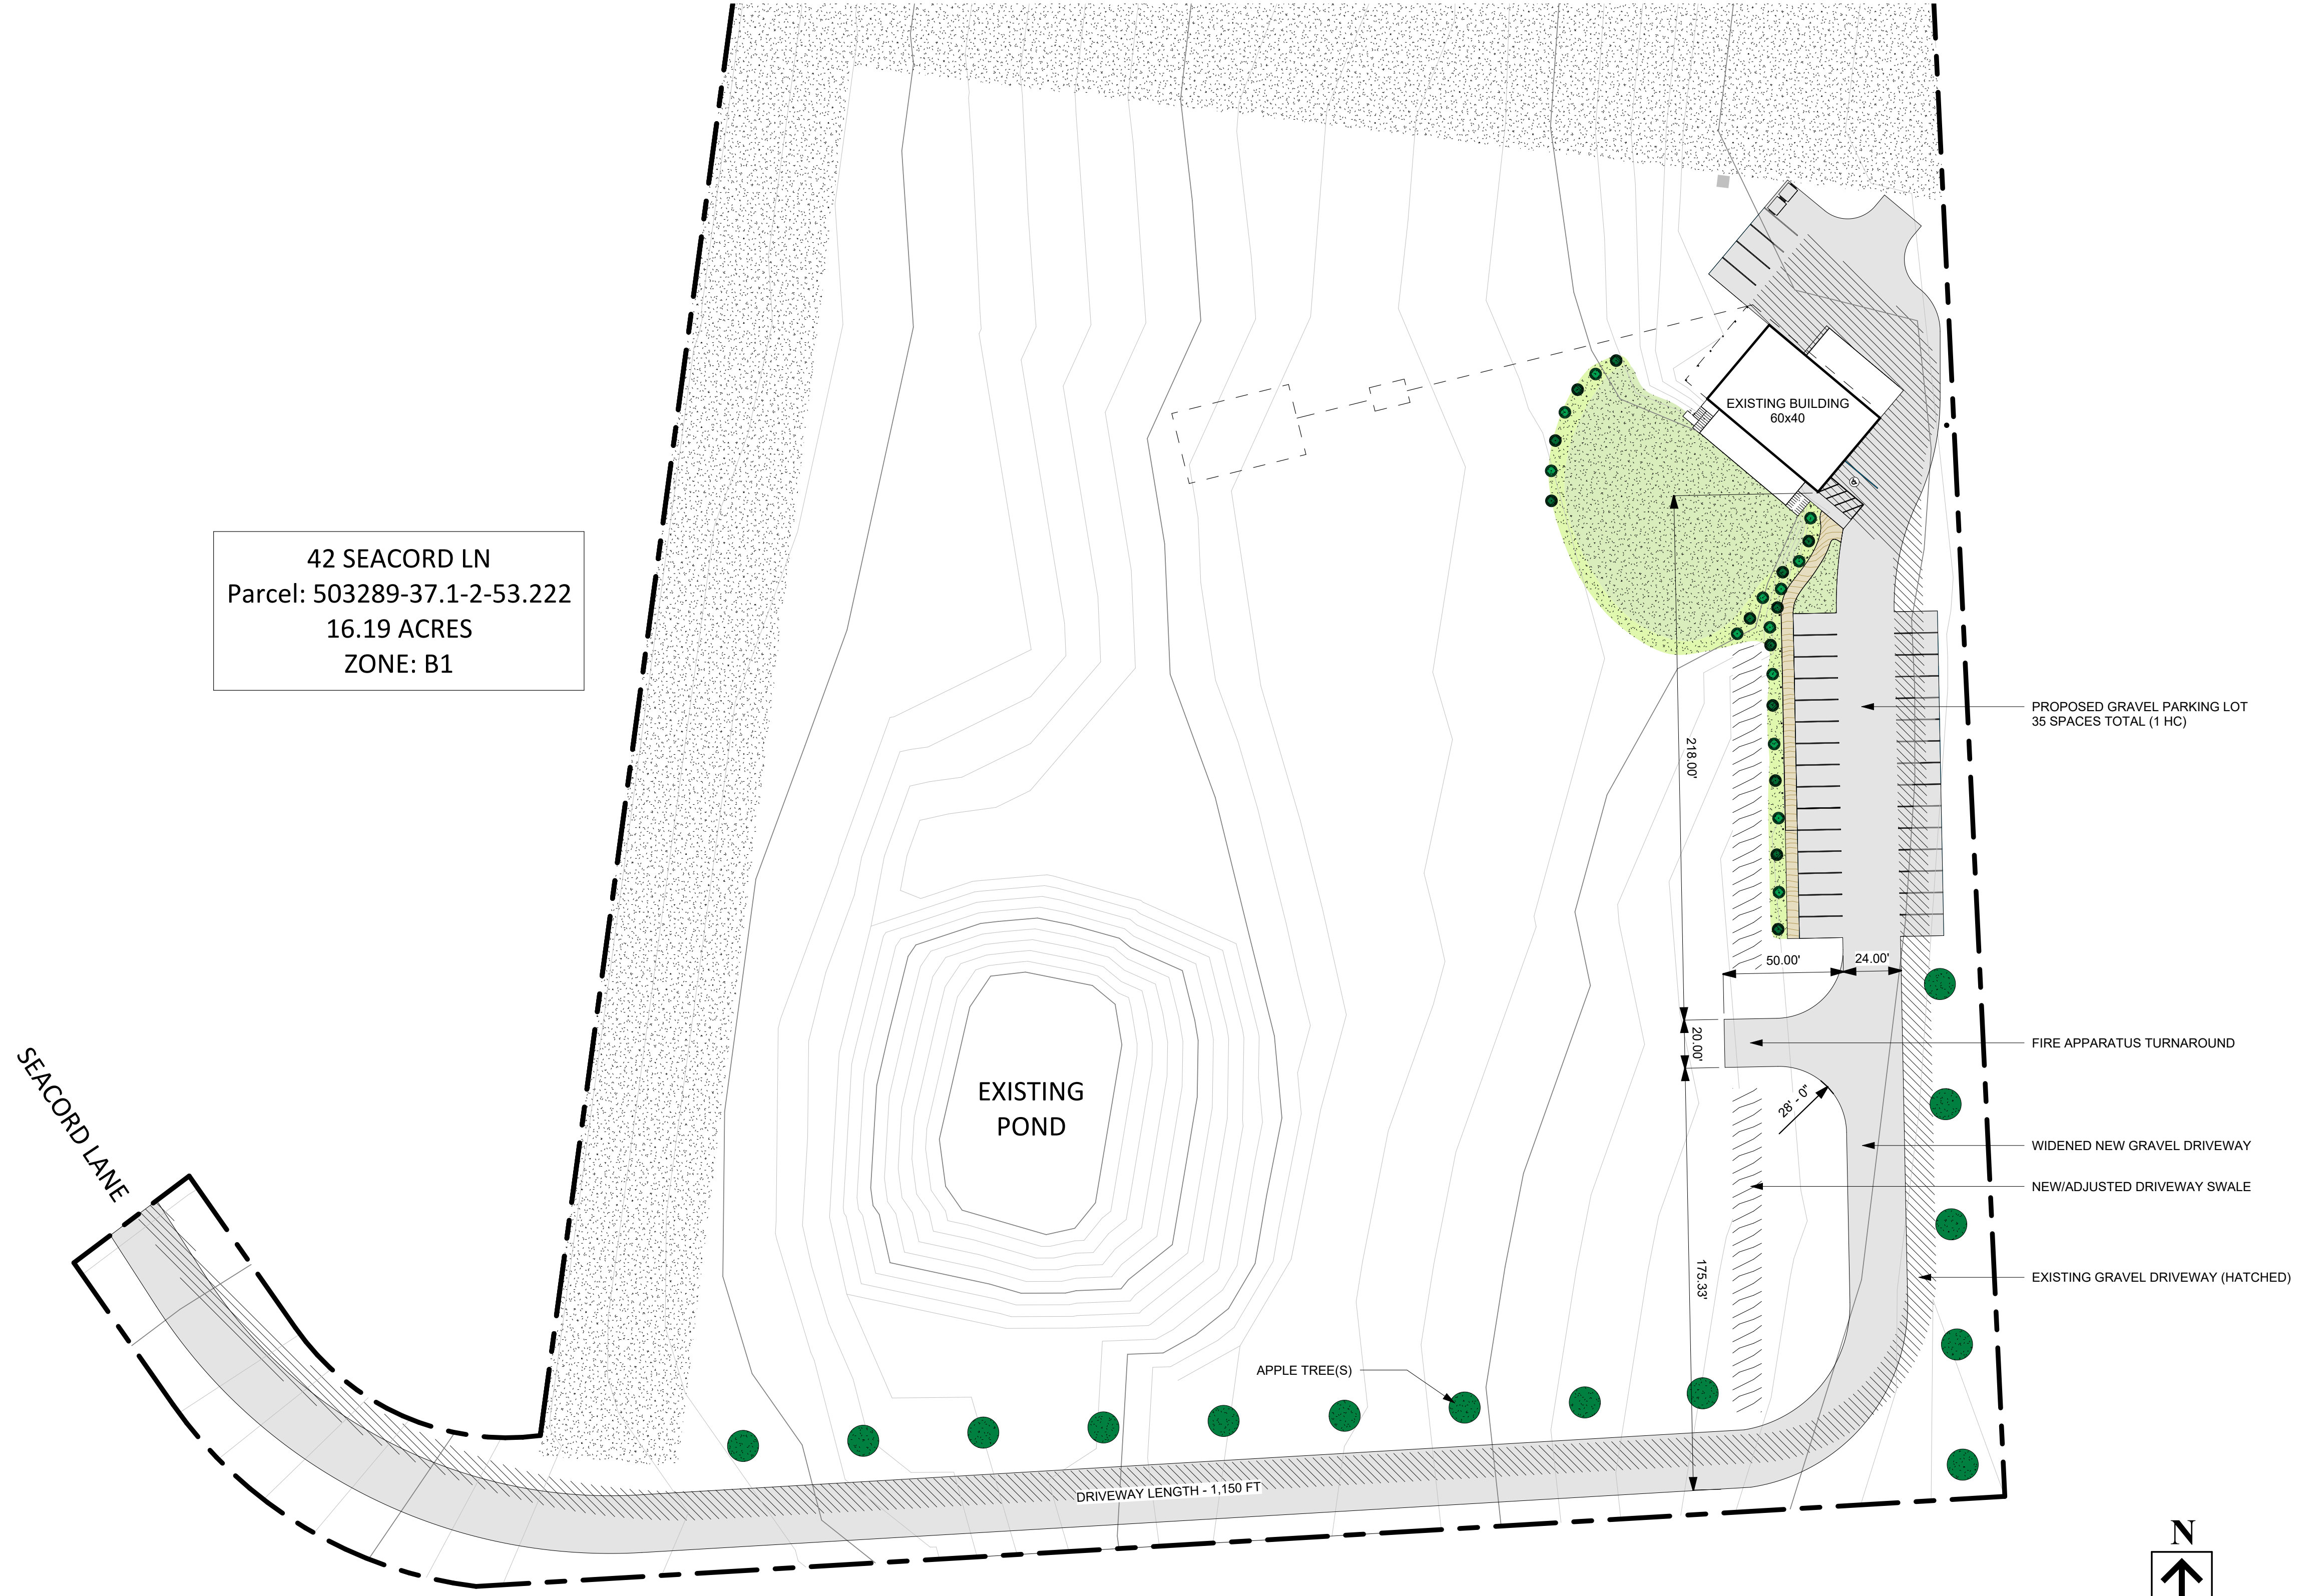 EXISTING BUILDING
60x40
42 SEACORD LN
Parcel: 503289-37.1-2-53.222
16.19 ACRES
ZONE: B1
PROPOSED GRAVEL PARKING LOT
35 SPACES TOTAL (1 HC)
218.00'
50.00'
24.00'
20.00'
FIRE APPARATUS TURNAROUND
EXISTING
POND
28' - 0"
SEACORD LANE
WIDENED NEW GRAVEL DRIVEWAY
NEW/ADJUSTED DRIVEWAY SWALE
175.33'
EXISTING GRAVEL DRIVEWAY (HATCHED)
APPLE TREE(S)
DRIVEWAY LENGTH - 1,150 FT
N